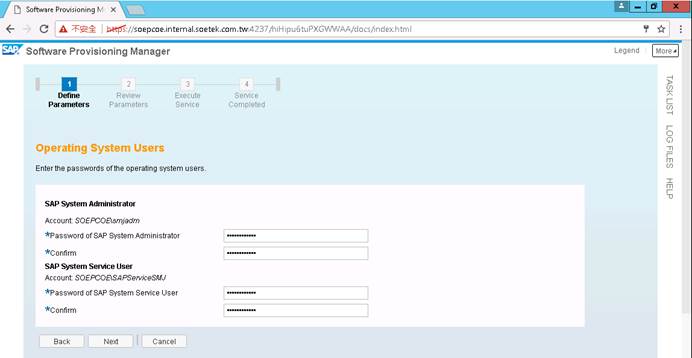 Software Provisioning M
不安全 | https://soepcoe.internal.soetek.com.tw:4237/hiHipu6tuPXGWWAA/docs/index.html
SAP Software Provisioning Manager
Legend
More
1
2
3
4
Define Parameters
Review Parameters
Execute Service
Service Completed
TASK LIST
LOG FILES
HELP
Operating System Users
Enter the passwords of the operating system users.
SAP System Administrator
Account: SOEPCOE\smjadm
*Password of SAP System Administrator ••••••••••••
*Confirm ••••••••••••
SAP System Service User
Account: SOEPCOE\SAPServiceSMJ
*Password of SAP System Service User ••••••••••••
*Confirm ••••••••••••
Back
Next
Cancel